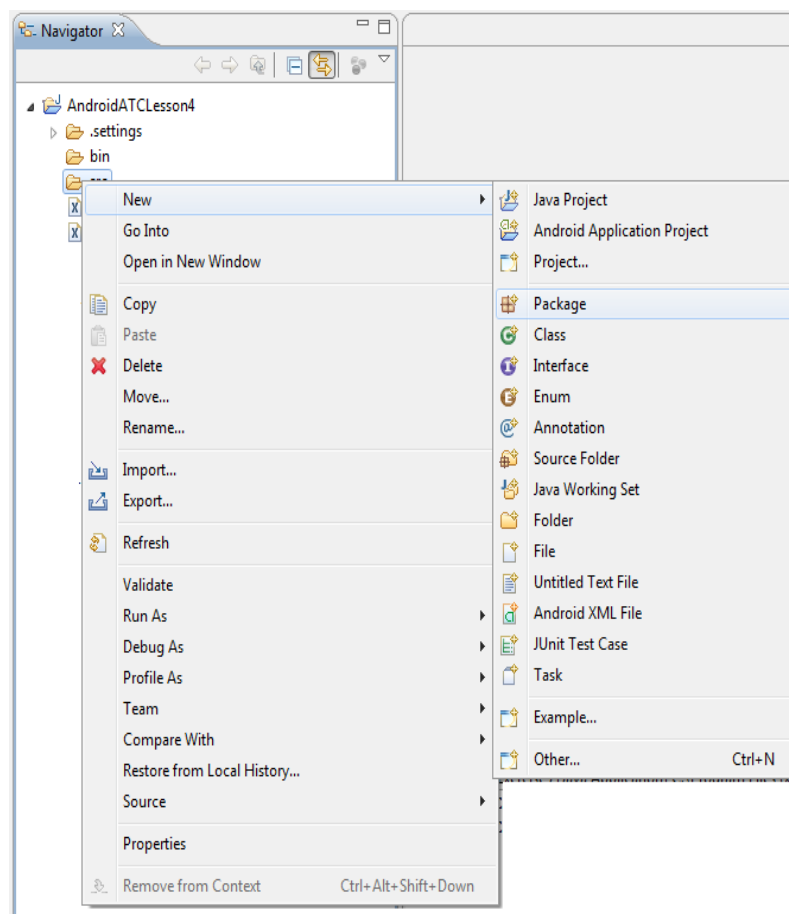 Navigator
AndroidATCLesson4
.settings
bin
New
Go Into
Open in New Window
Copy
Paste
Delete
Move...
Rename...
Import...
Export...
Refresh
Validate
Run As
Debug As
Profile As
Team
Compare With
Restore from Local History...
Source
Properties
Remove from Context Ctrl+Alt+Shift+Down
Java Project
Android Application Project
Project...
Package
Class
Interface
Enum
Annotation
Source Folder
Java Working Set
Folder
File
Untitled Text File
Android XML File
JUnit Test Case
Task
Example...
Other... Ctrl+N